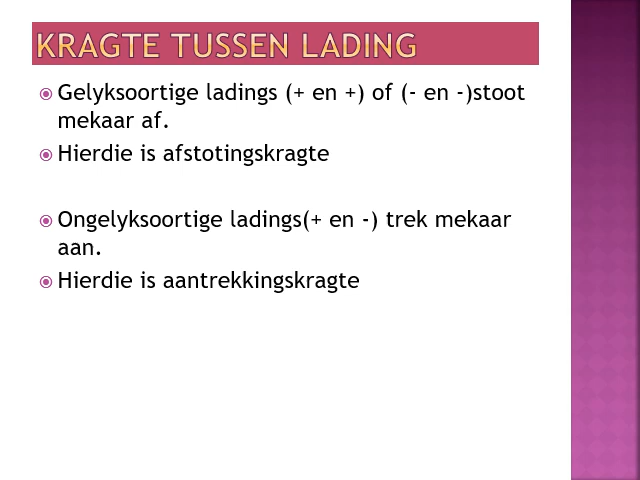 KRAGTE TUSSEN LADING
Gelyksoortige ladings (+ en +) of (- en -)stoot
mekaar af.
Hierdie is afstotingskragte
Ongelyksoortige ladings(+ en -) trek mekaar
aan.
Hierdie is aantrekkingskragte